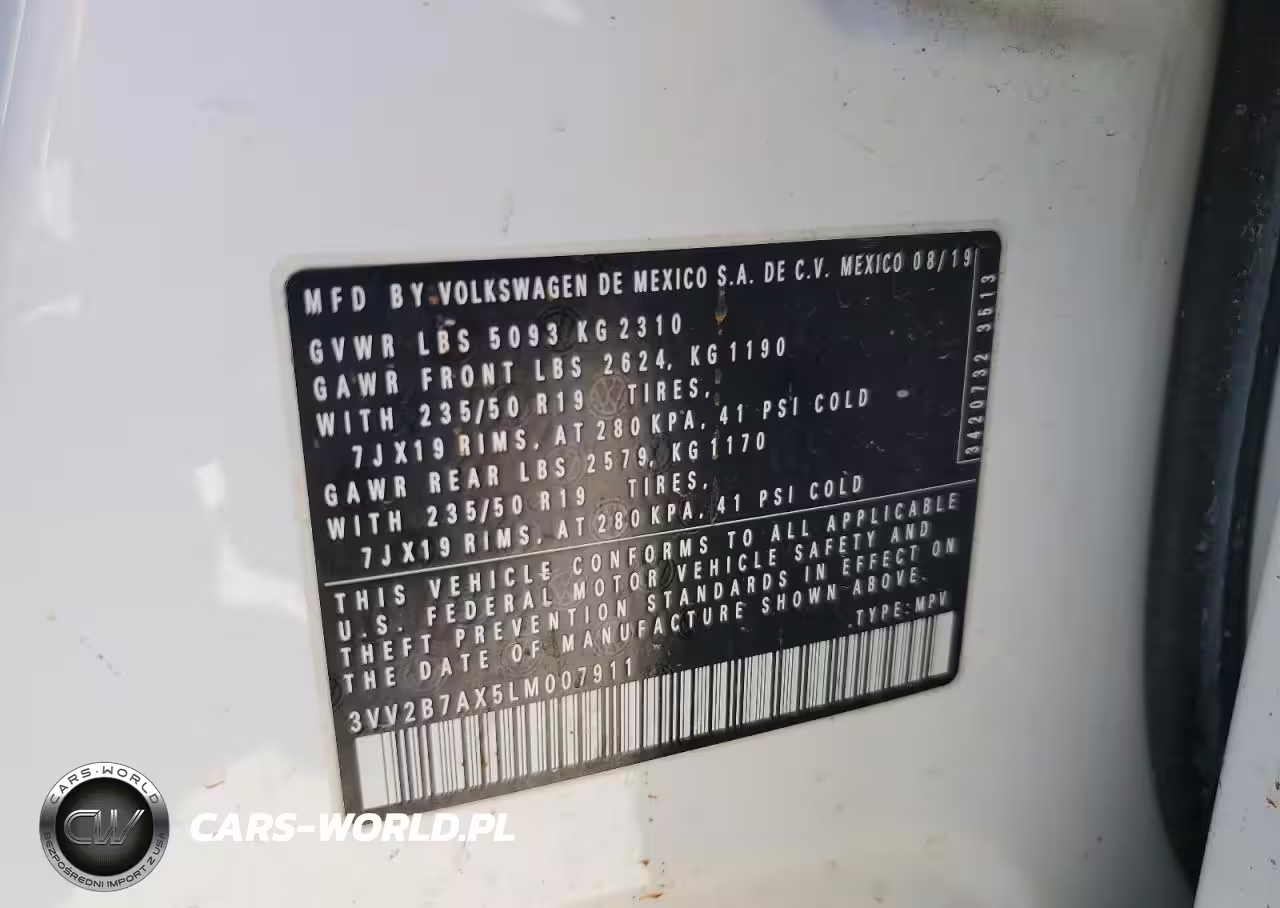 MFD BY VOLKSWAGEN DE MEXICO S.A. DE C.V. MEXICO 08/19
GVWR LBS 5093 KG 2310
GAWR FRONT LBS 2624, KG 1190
WITH 235/50 R19 TIRES,
7JX19 RIMS, AT 280 KPA, 41 PSI COLD
GAWR REAR LBS 2579, KG 1170
WITH 235/50 R19 TIRES,
7JX19 RIMS, AT 280 KPA, 41 PSI COLD
3420732 3513
THIS VEHICLE CONFORMS TO ALL APPLICABLE
U.S. FEDERAL MOTOR VEHICLE SAFETY AND
THEFT PREVENTION STANDARDS IN EFFECT ON
THE DATE OF MANUFACTURE SHOWN ABOVE.
.TYPE:MPV
3VV2B7AX5LM007911
CARS-WORLD
CW
BEZPOŚREDNI IMPORT Z USA
CARS-WORLD.PL